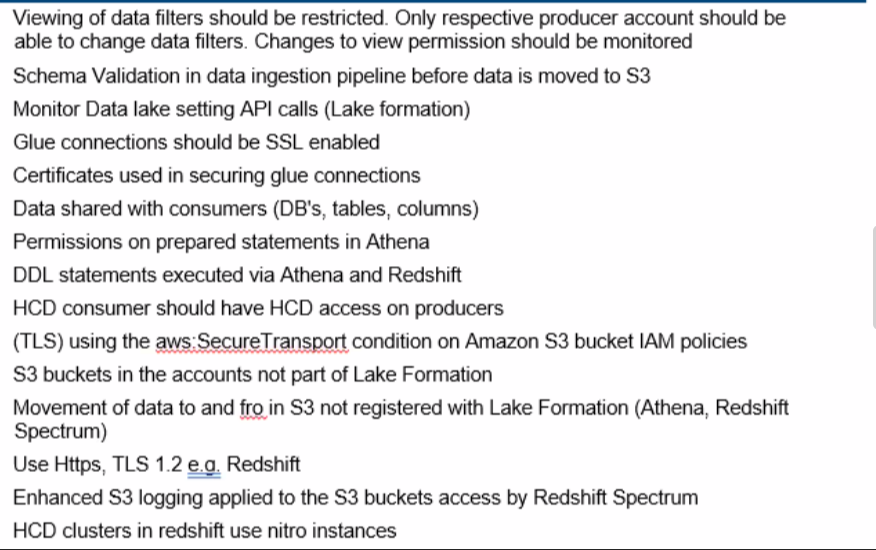 Viewing of data filters should be restricted. Only respective producer account should be
able to change data filters. Changes to view permission should be monitored
Schema Validation in data ingestion pipeline before data is moved to S3
Monitor Data lake setting API calls (Lake formation)
Glue connections should be SSL enabled
Certificates used in securing glue connections
Data shared with consumers (DB's, tables, columns)
Permissions on prepared statements in Athena
DDL statements executed via Athena and Redshift
HCD consumer should have HCD access on producers
(TLS) using the aws:SecureTransport condition on Amazon S3 bucket IAM policies
S3 buckets in the accounts not part of Lake Formation
Movement of data to and fro in S3 not registered with Lake Formation (Athena, Redshift
Spectrum)
Use Https, TLS 1.2 e.g. Redshift
Enhanced S3 logging applied to the S3 buckets access by Redshift Spectrum
HCD clusters in redshift use nitro instances